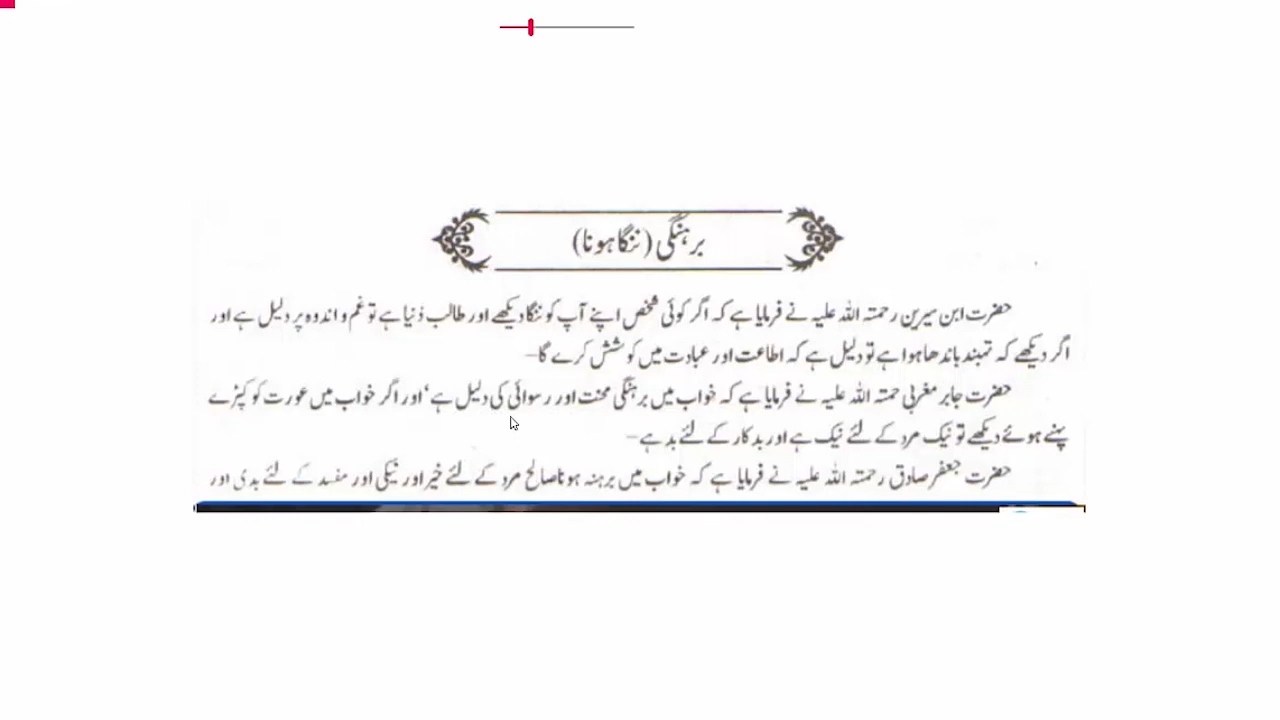 برہنگی (ننگا ہونا)
حضرت ابن سیرین رحمتہ اللہ علیہ نے فرمایا ہے کہ اگر کوئی شخص اپنے آپ کو ننگا دیکھے اور طالب دُنیا ہے تو غم و اندوہ پر دلیل ہے اور
اگر دیکھے کہ تہبند باندھا ہوا ہے تو دلیل ہے کہ اطاعت اور عبادت میں کوشش کرے گا–
حضرت جابر مغربی حمتہ اللہ علیہ نے فرمایا ہے کہ خواب میں برہنگی محنت اور رسوائی کی دلیل ہے‘ اور اگر خواب میں عورت کو کپڑے
پہنے ہوئے دیکھے تو نیک مرد کے لئے نیک ہے اور بدکار کے لئے بد ہے–
حضرت جعفر صادق رحمتہ اللہ علیہ نے فرمایا ہے کہ خواب میں برہنہ ہونا صالح مرد کے لئے خیر اور نیکی اور مفسد کے لئے بدی اور